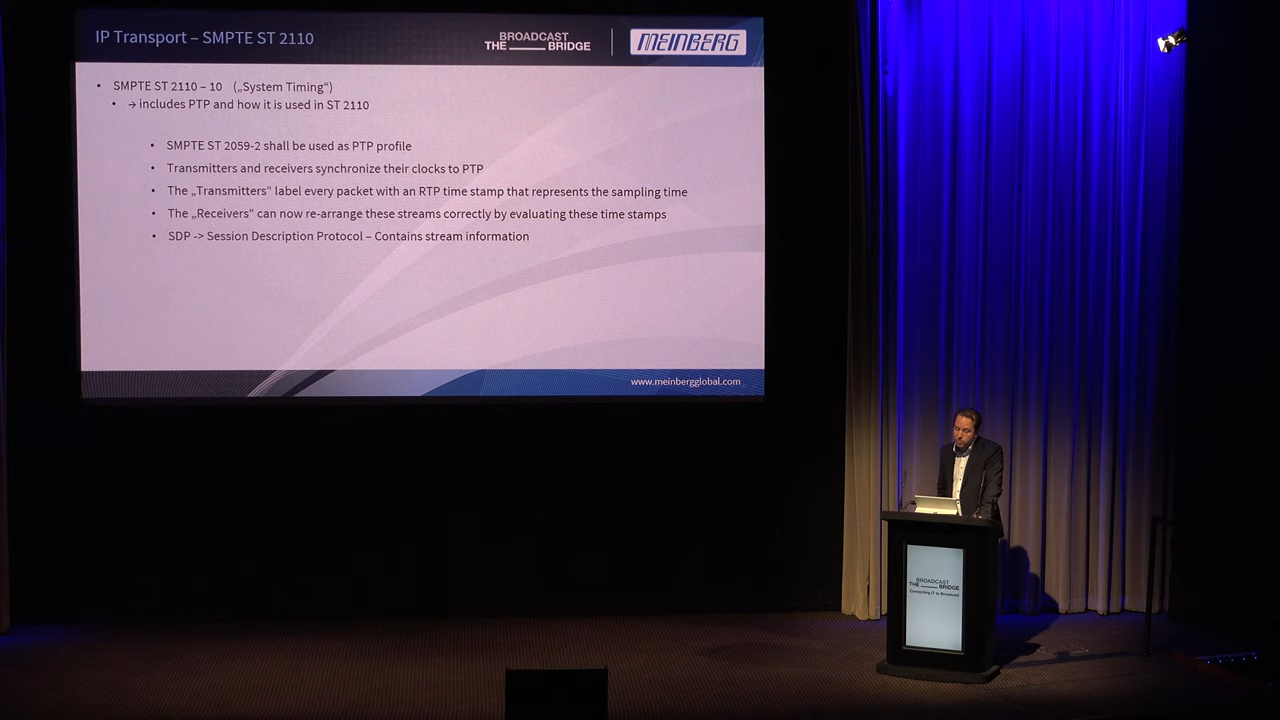 IP Transport – SMPTE ST 2110
BROADCAST
THE BRIDGE
MEINBERG
• SMPTE ST 2110 – 10 („System Timing“)
• → includes PTP and how it is used in ST 2110
• SMPTE ST 2059-2 shall be used as PTP profile
• Transmitters and receivers synchronize their clocks to PTP
• The „Transmitters“ label every packet with an RTP time stamp that represents the sampling time
• The „Receivers“ can now re-arrange these streams correctly by evaluating these time stamps
• SDP -> Session Description Protocol – Contains stream information
www.meinbergglobal.com
BROADCAST
THE BRIDGE
Connecting IT to Broadcast